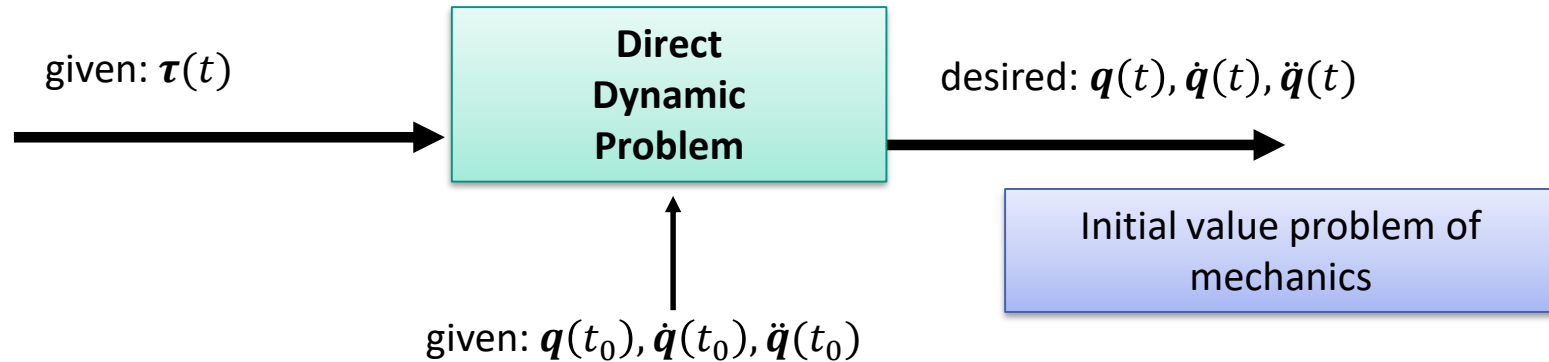 given: 𝝉(t)
Direct
Dynamic
Problem
desired: 𝒒(t), 𝒒̇(t), 𝒒̈(t)
Initial value problem of
mechanics
given: 𝒒(t₀), 𝒒̇(t₀), 𝒒̈(t₀)